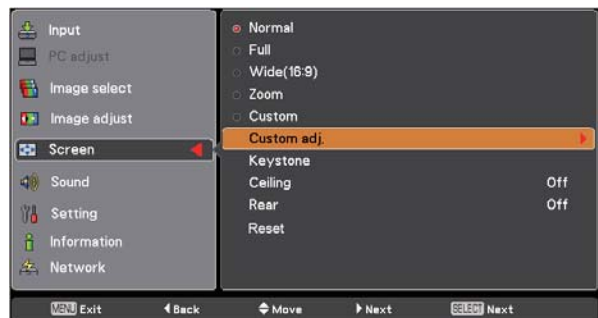 Input
PC adjust
Image select
Image adjust
Screen
Sound
Setting
Information
Network
Normal
Full
Wide(16:9)
Zoom
Custom
Custom adj.
Keystone
Ceiling Off
Rear Off
Reset
MENU Exit Back Move Next SELECT Next